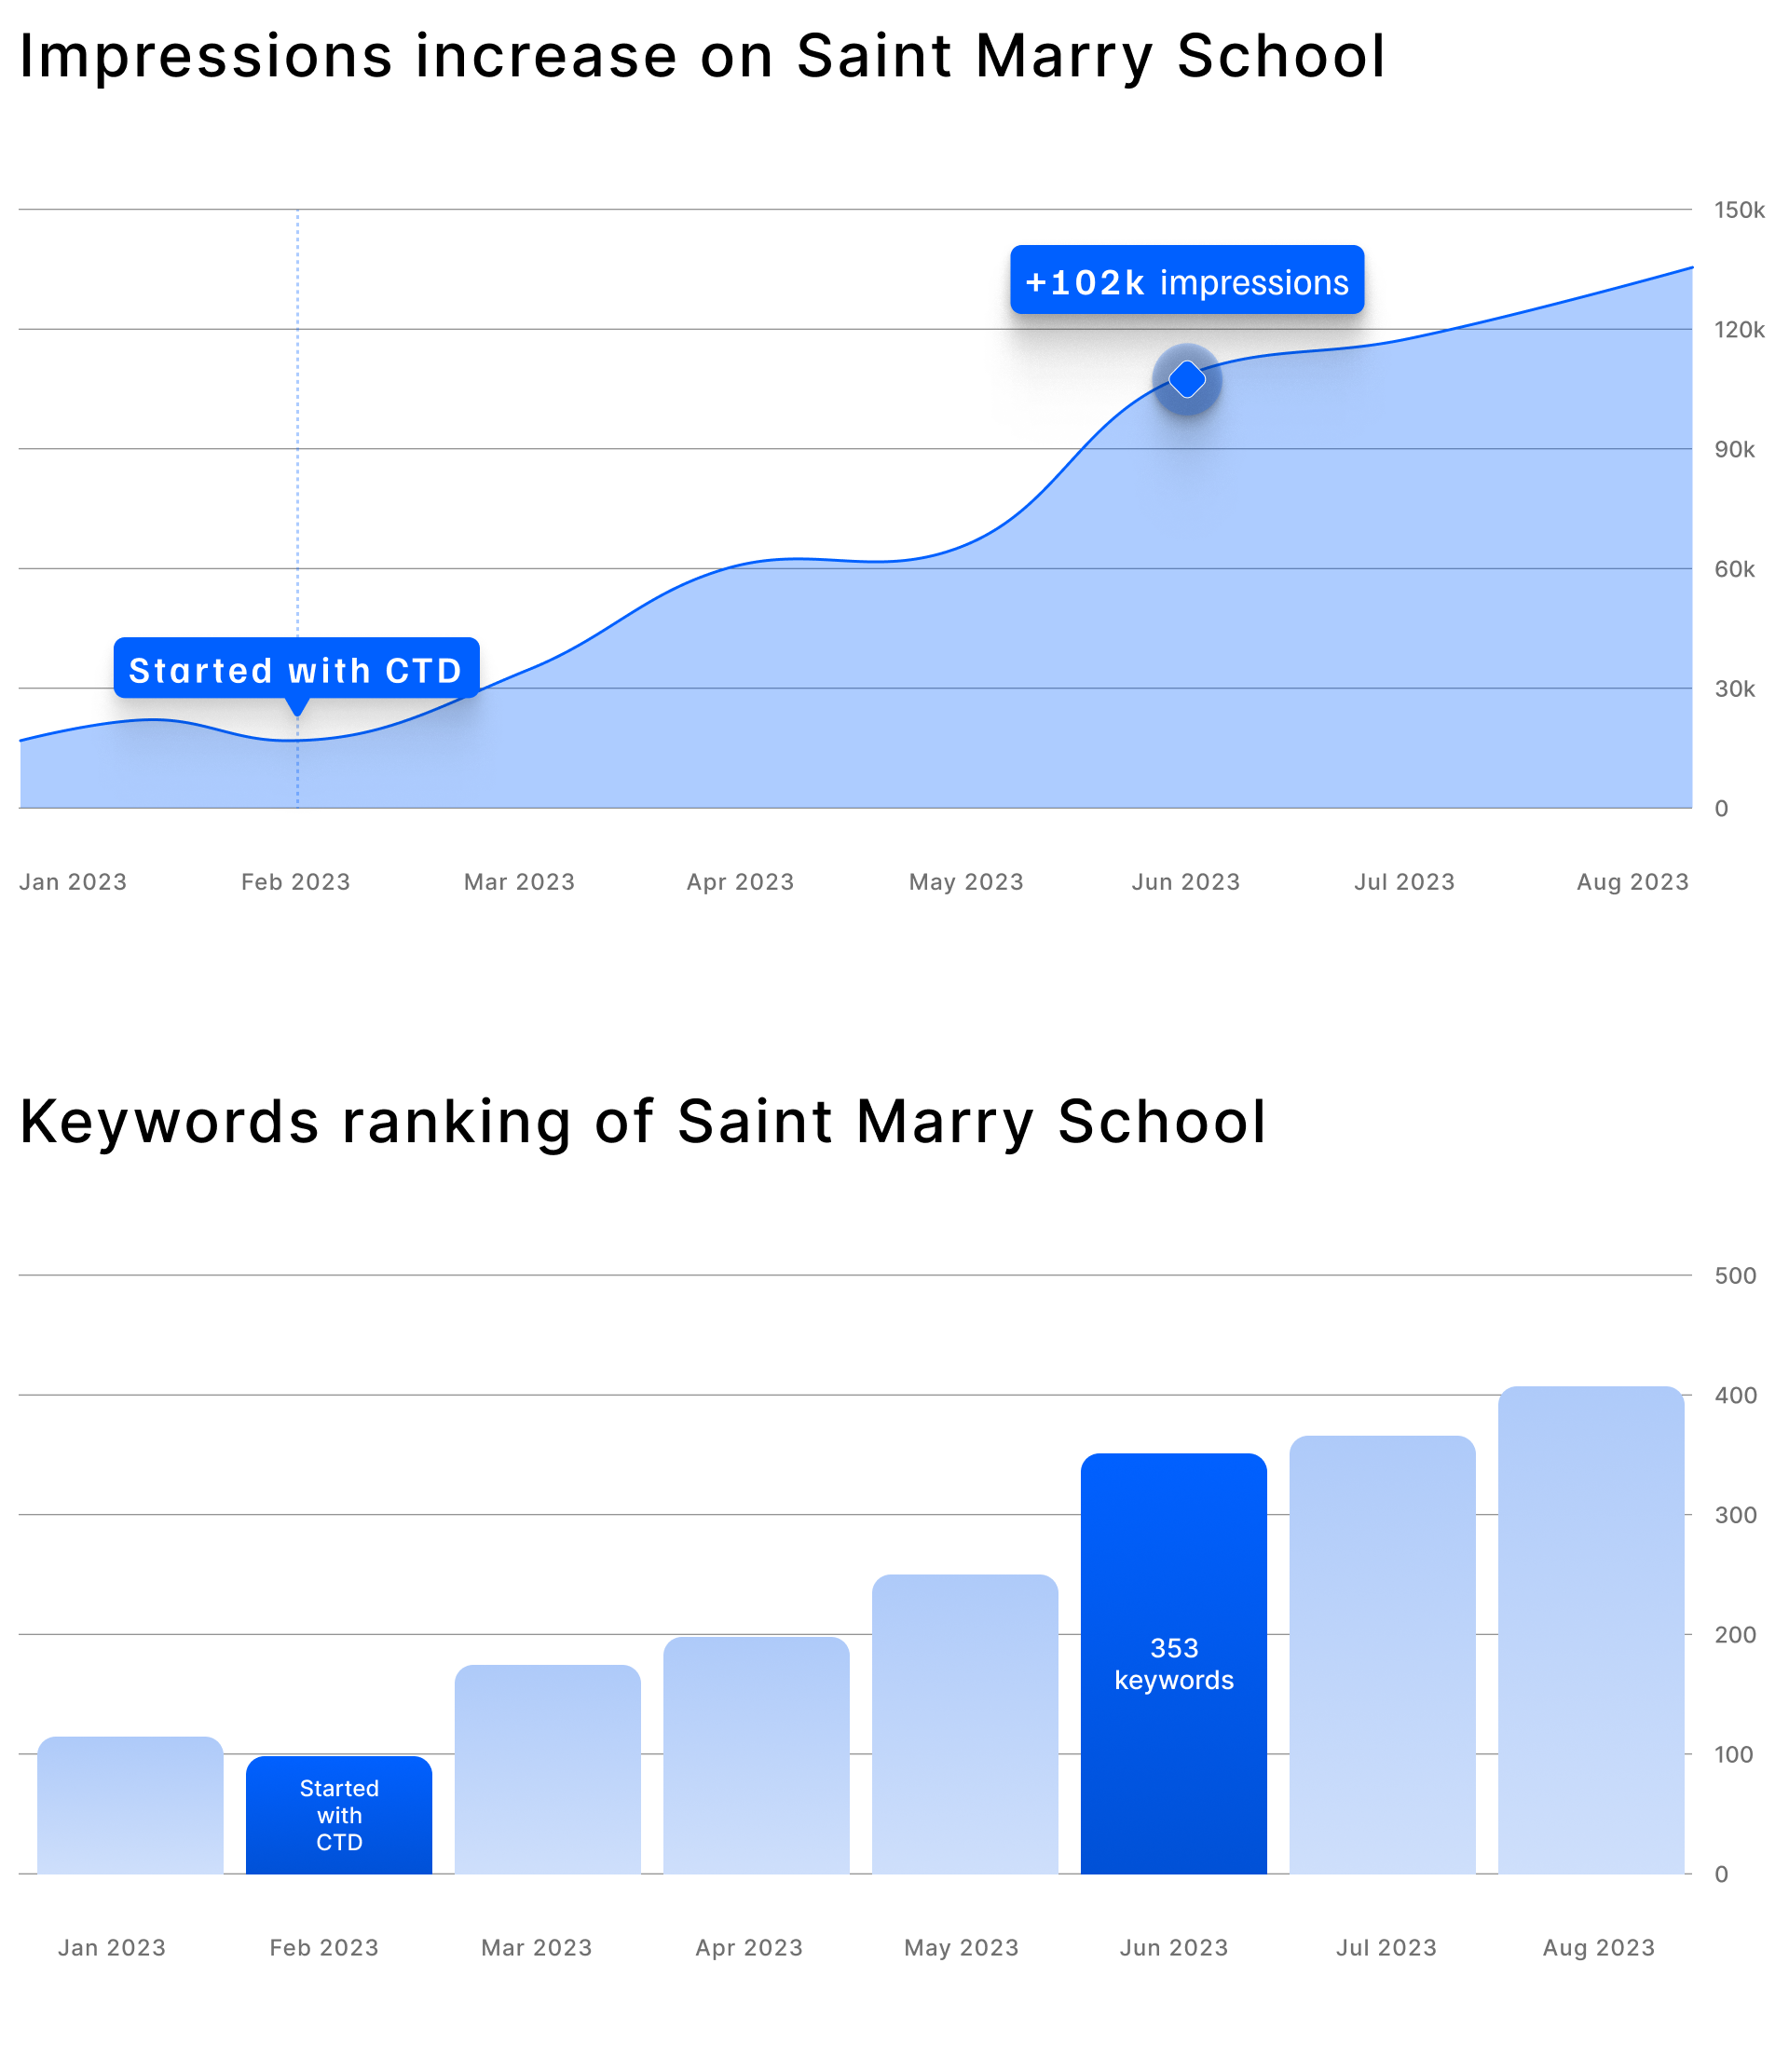 Impressions increase on Saint Marry School
150k
+102k impressions
120k
90k
60k
Started with CTD
30k
0
Jan 2023 Feb 2023 Mar 2023 Apr 2023 May 2023 Jun 2023 Jul 2023 Aug 2023
Keywords ranking of Saint Marry School
500
400
300
200
353
keywords
100
Started
with
CTD
0
Jan 2023 Feb 2023 Mar 2023 Apr 2023 May 2023 Jun 2023 Jul 2023 Aug 2023